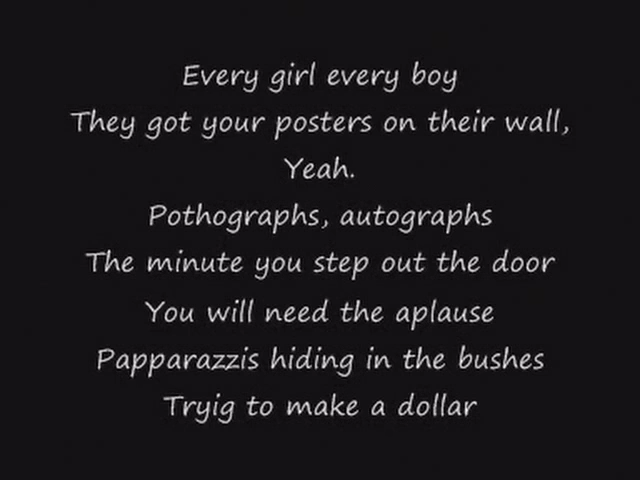 Every girl every boy
They got your posters on their wall,
Yeah.
Pothographs, autographs
The minute you step out the door
You will need the aplause
Papparazzis hiding in the bushes
Tryig to make a dollar